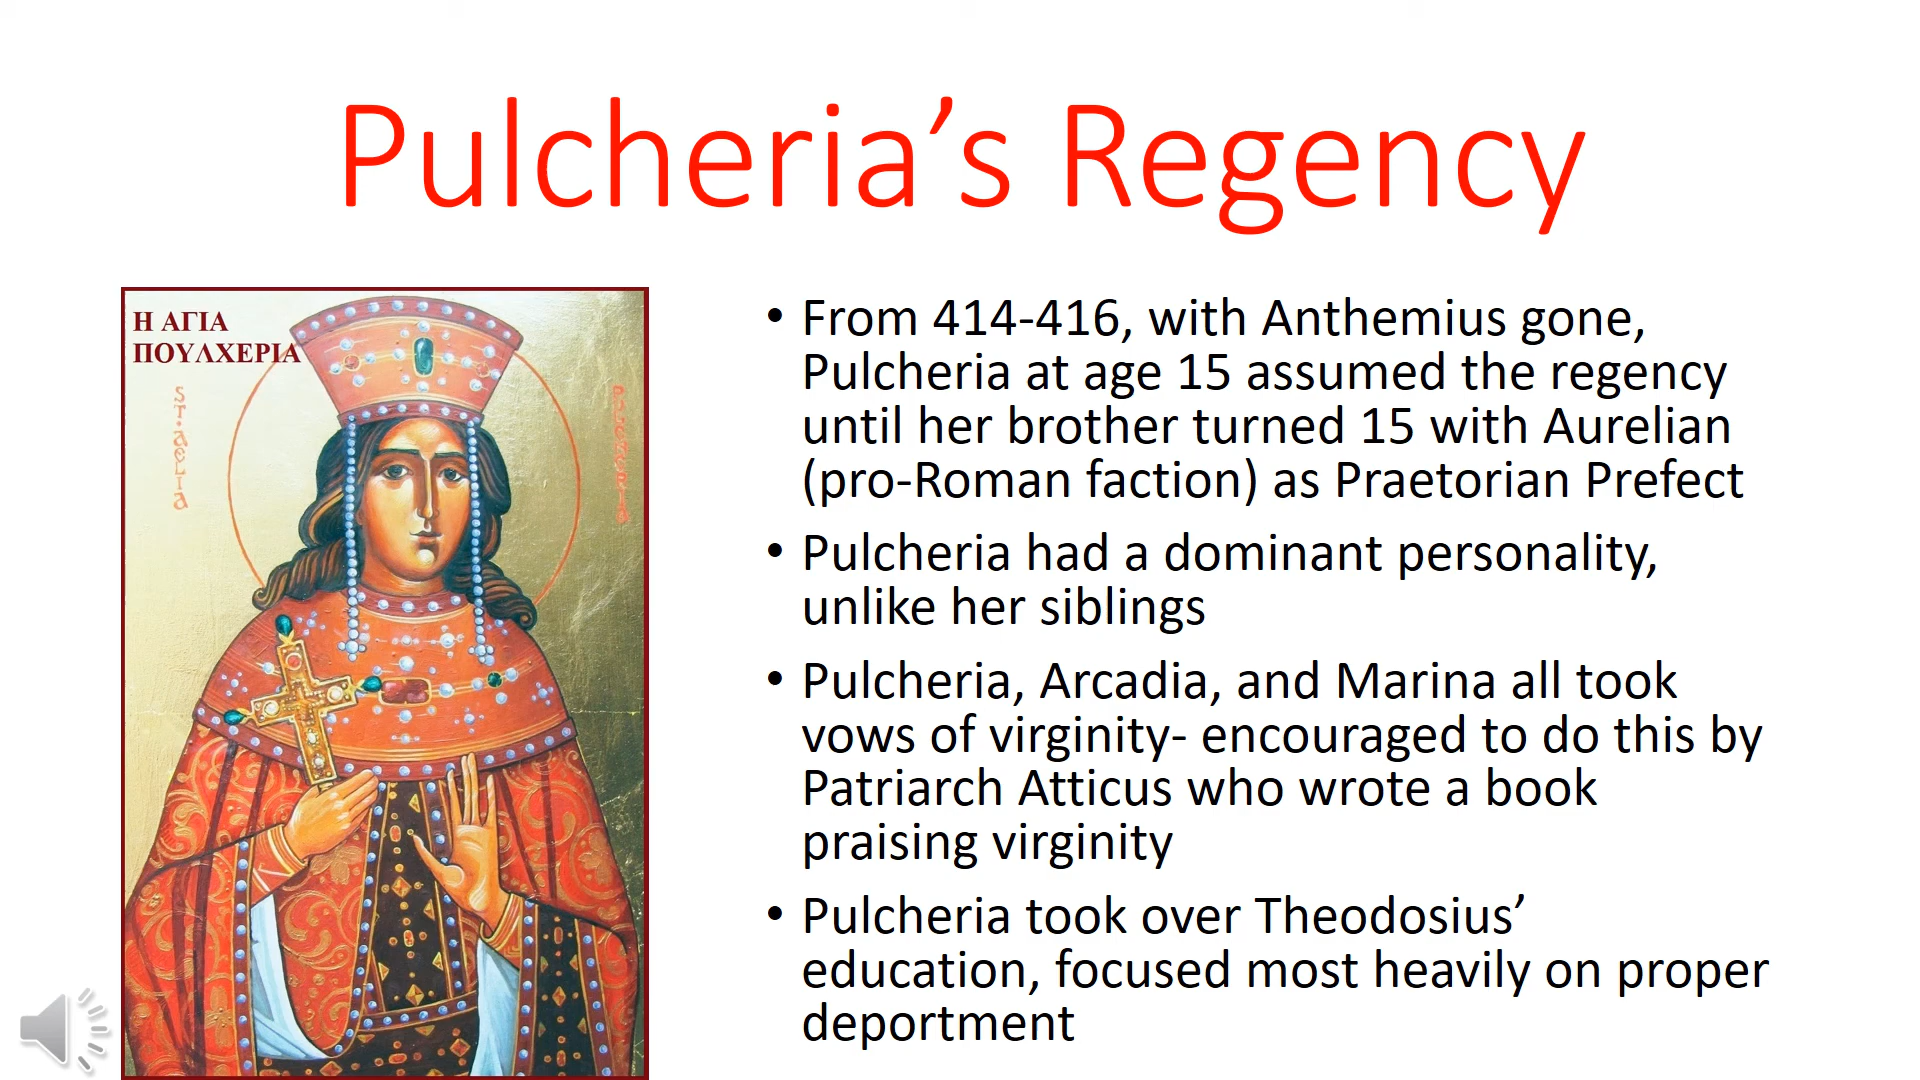 Pulcheria’s Regency
Η ΑΓΙΑ
ΠΟΥΛΧΕΡΙΑ
ST. AELIA
• From 414-416, with Anthemius gone,
Pulcheria at age 15 assumed the regency
until her brother turned 15 with Aurelian
(pro-Roman faction) as Praetorian Prefect
• Pulcheria had a dominant personality,
unlike her siblings
• Pulcheria, Arcadia, and Marina all took
vows of virginity- encouraged to do this by
Patriarch Atticus who wrote a book
praising virginity
• Pulcheria took over Theodosius’
education, focused most heavily on proper
deportment